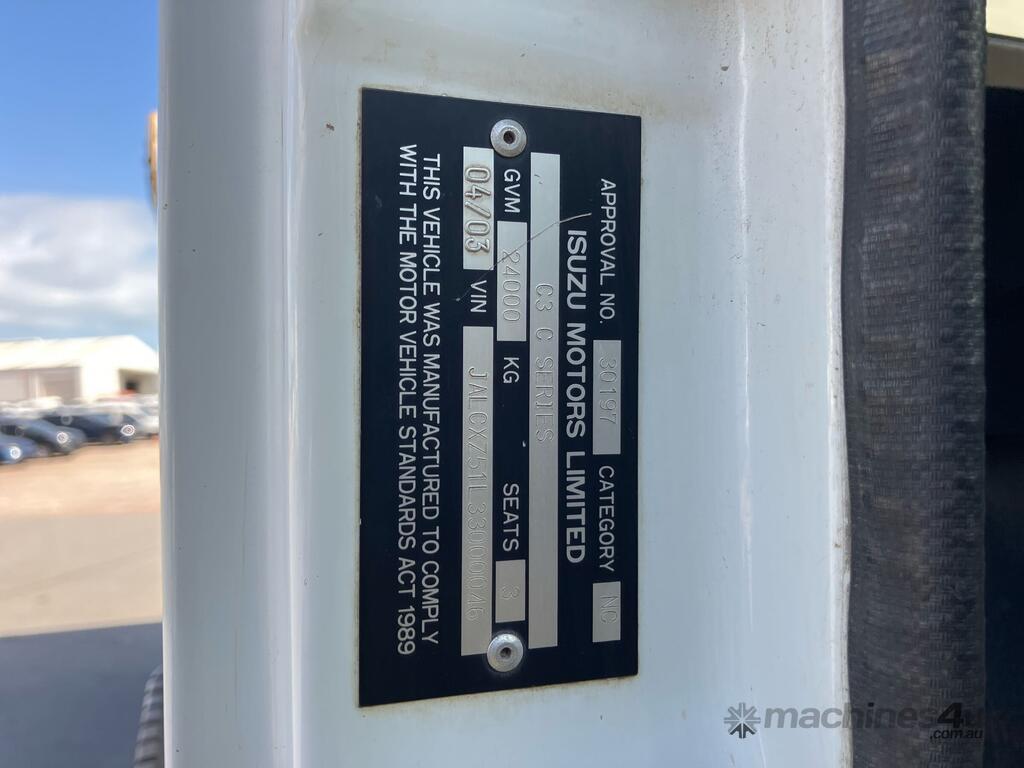 APPROVAL NO. 30197 CATEGORY NC
ISUZU MOTORS LIMITED
C3 C SERIES
GVM 24000 KG SEATS 3
04/03 VIN JALCXZ51L33000046
THIS VEHICLE WAS MANUFACTURED TO COMPLY
WITH THE MOTOR VEHICLE STANDARDS ACT 1989
machines4u
.com.au